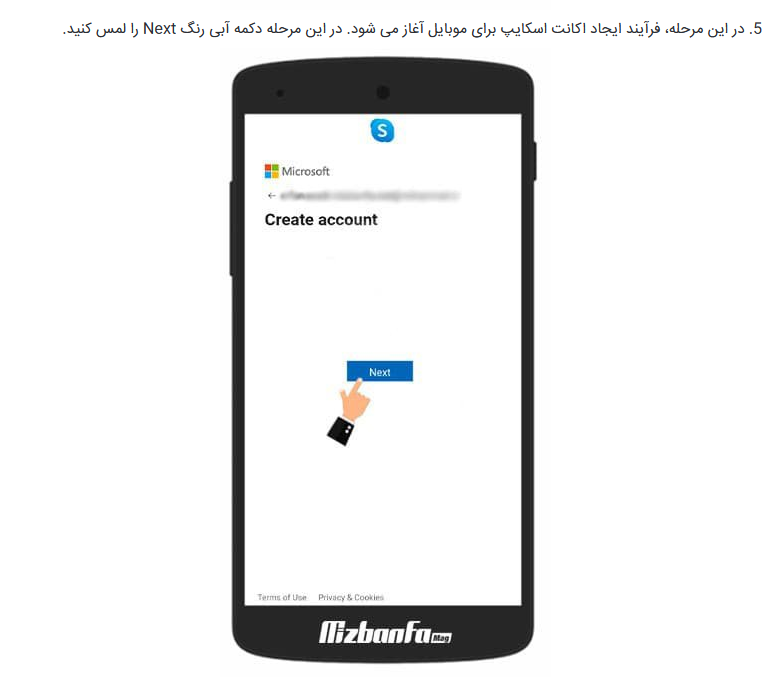 5. در این مرحله، فرآیند ایجاد اکانت اسکایپ برای موبایل آغاز می شود. در این مرحله دکمه آبی رنگ Next را لمس کنید.
S
Microsoft
←
Create account
Next
Terms of Use Privacy & Cookies
Mizbanfa Mag